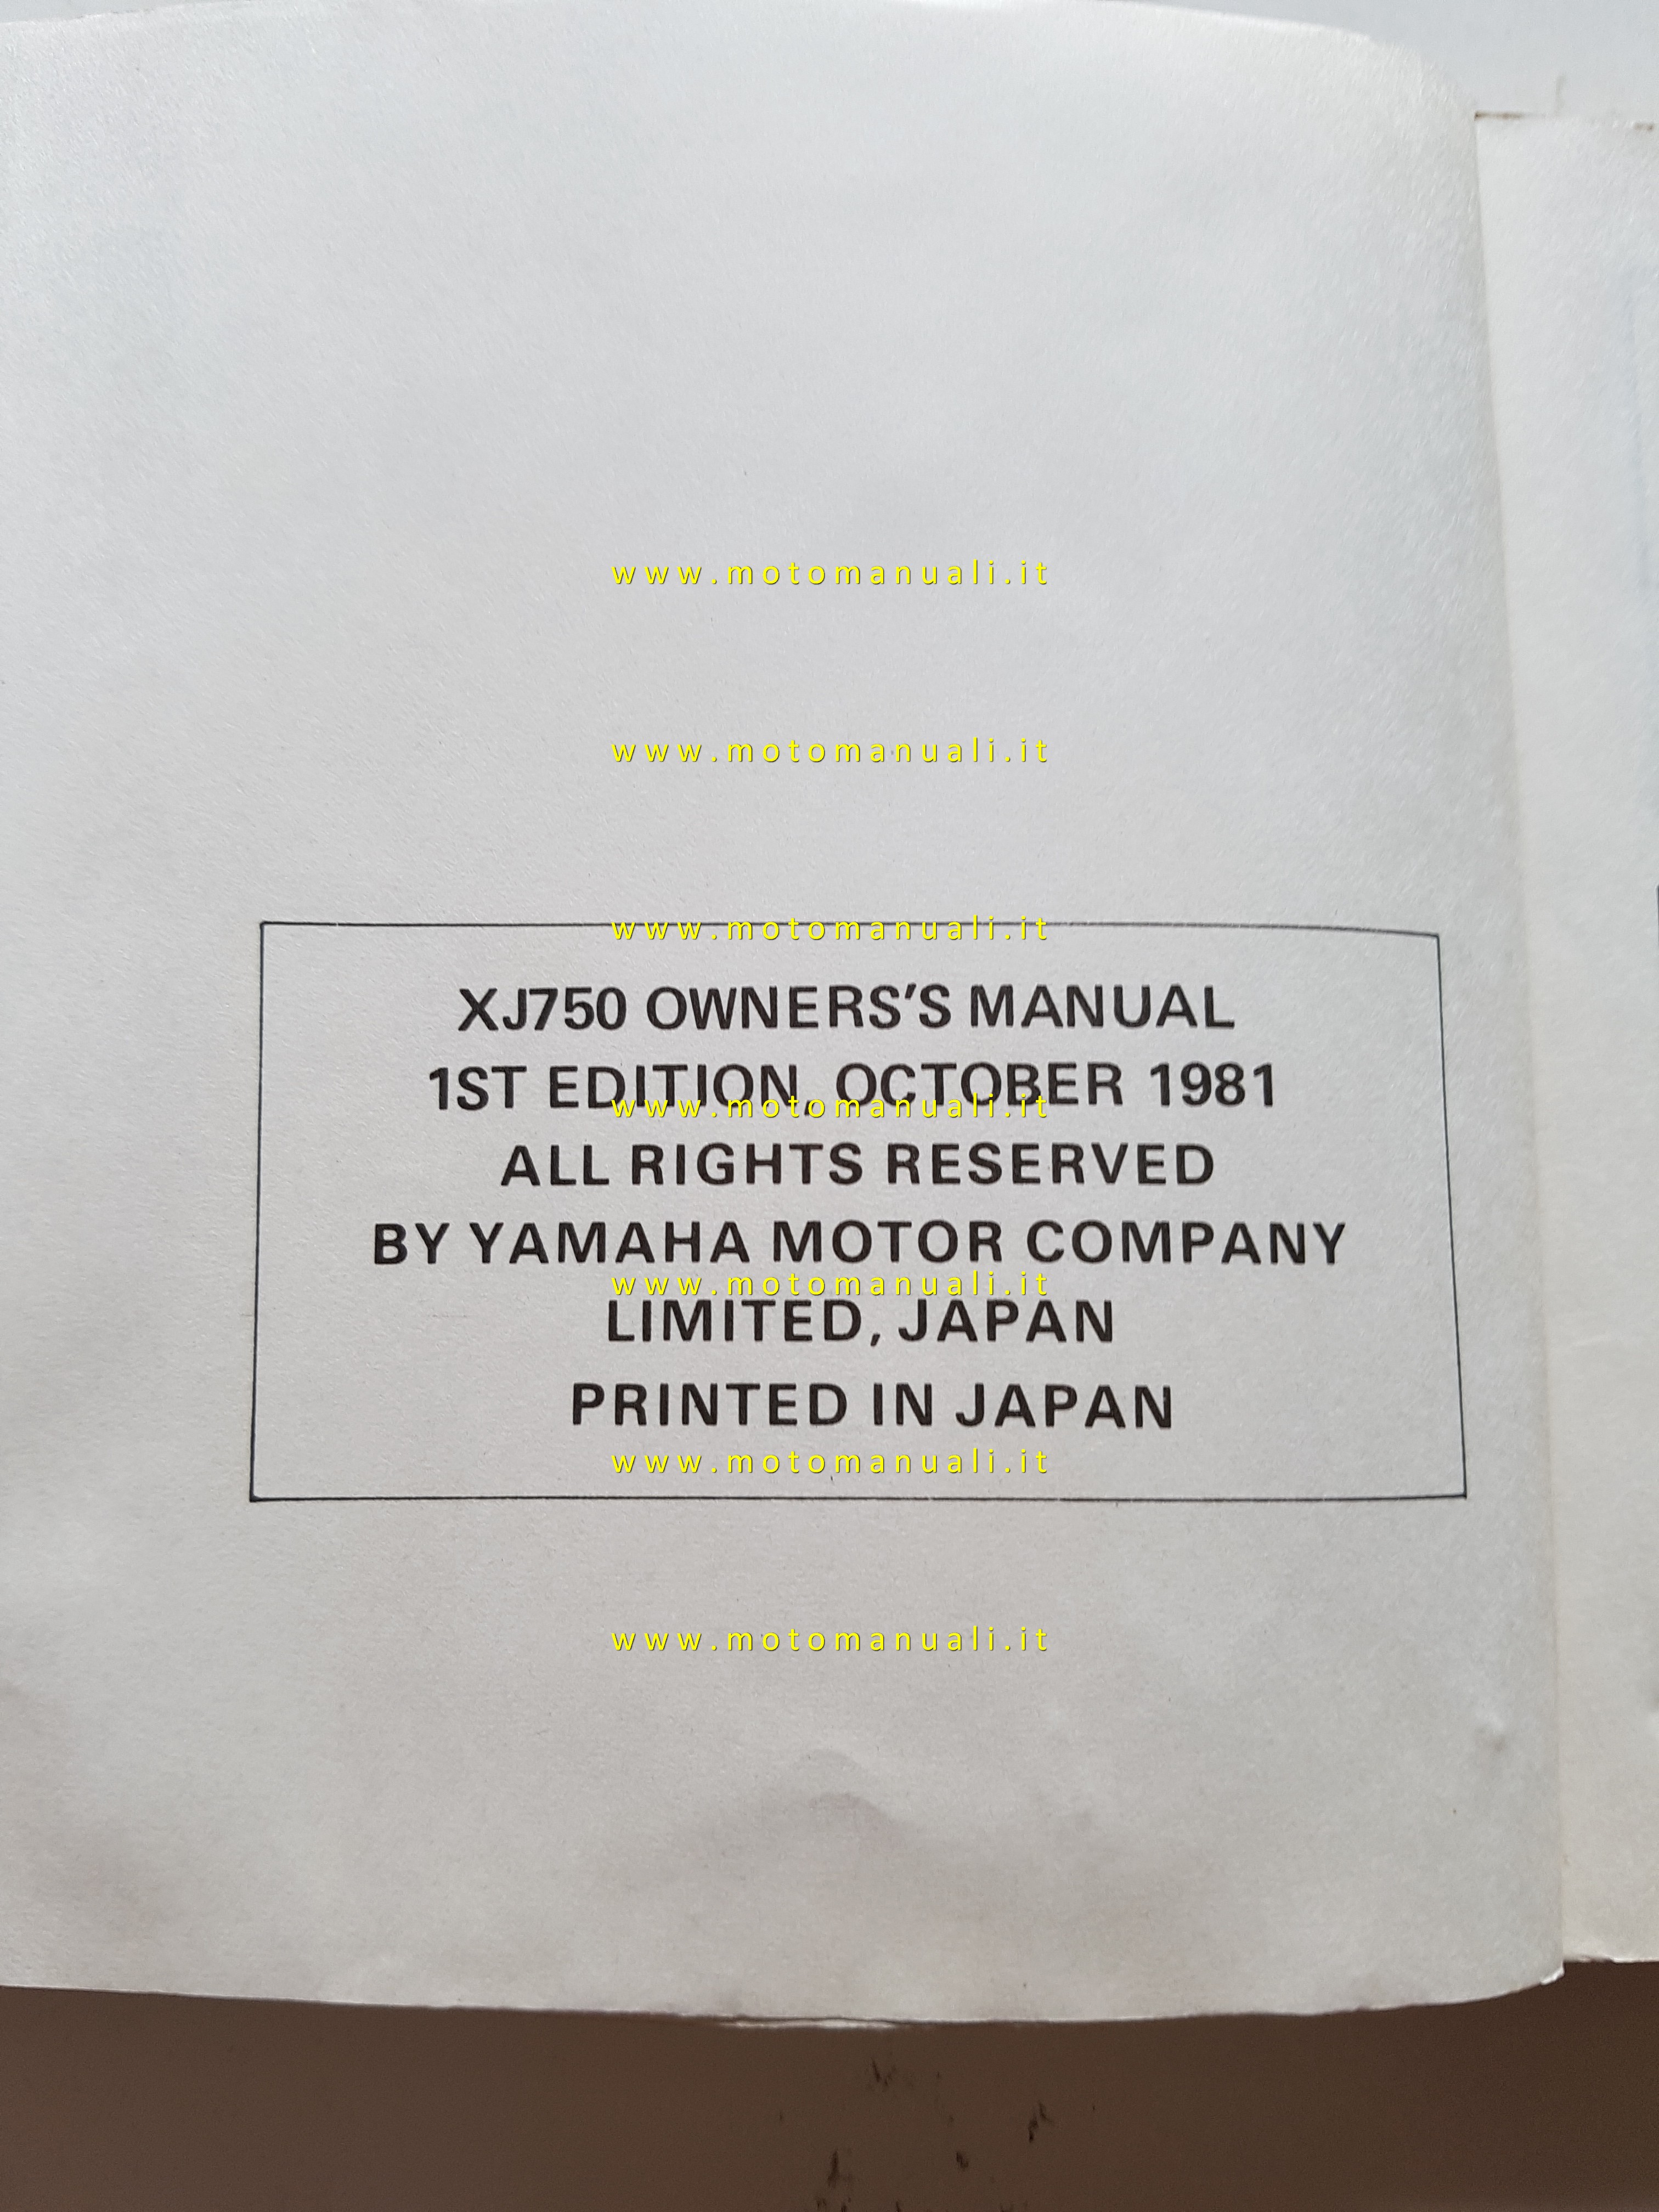 www.motomanuali.it
www.motomanuali.it
www.motomanuali.it
XJ750 OWNERS'S MANUAL
1ST EDITION, OCTOBER 1981
www.motomanuali.it
ALL RIGHTS RESERVED
BY YAMAHA MOTOR COMPANY
www.motomanuali.it
LIMITED, JAPAN
PRINTED IN JAPAN
www.motomanuali.it
www.motomanuali.it